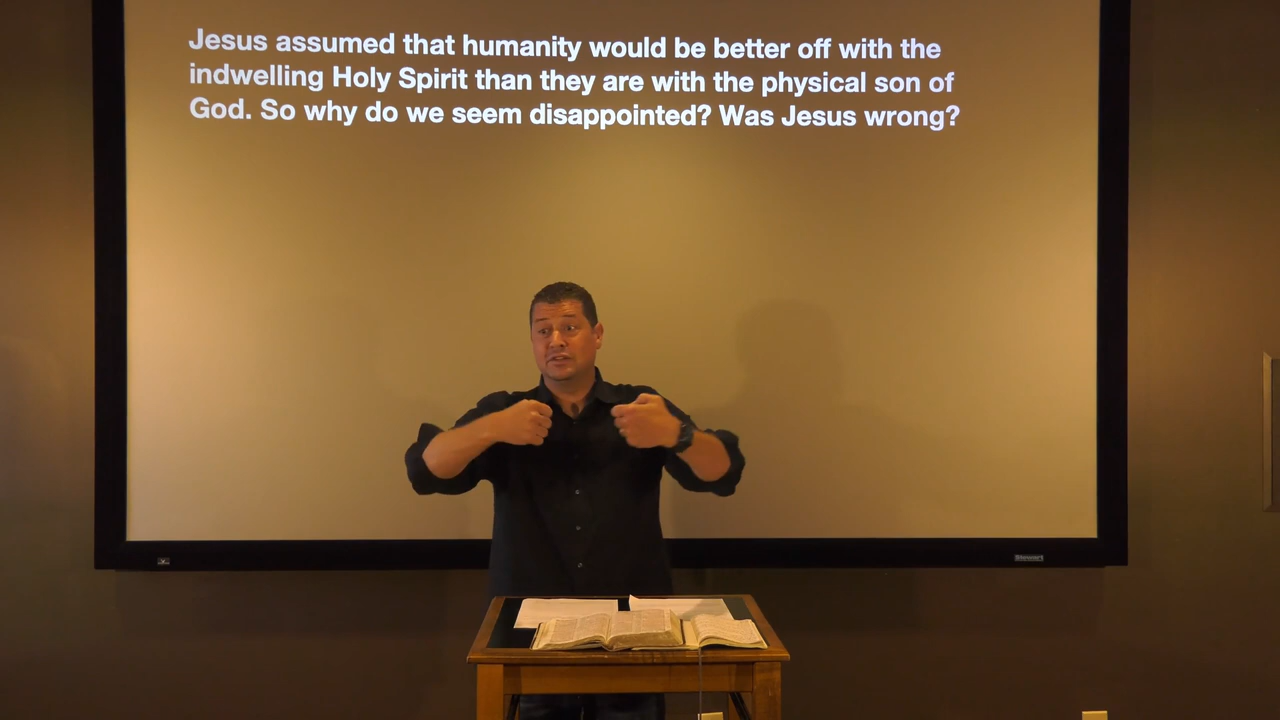 Jesus assumed that humanity would be better off with the
indwelling Holy Spirit than they are with the physical son of
God. So why do we seem disappointed? Was Jesus wrong?